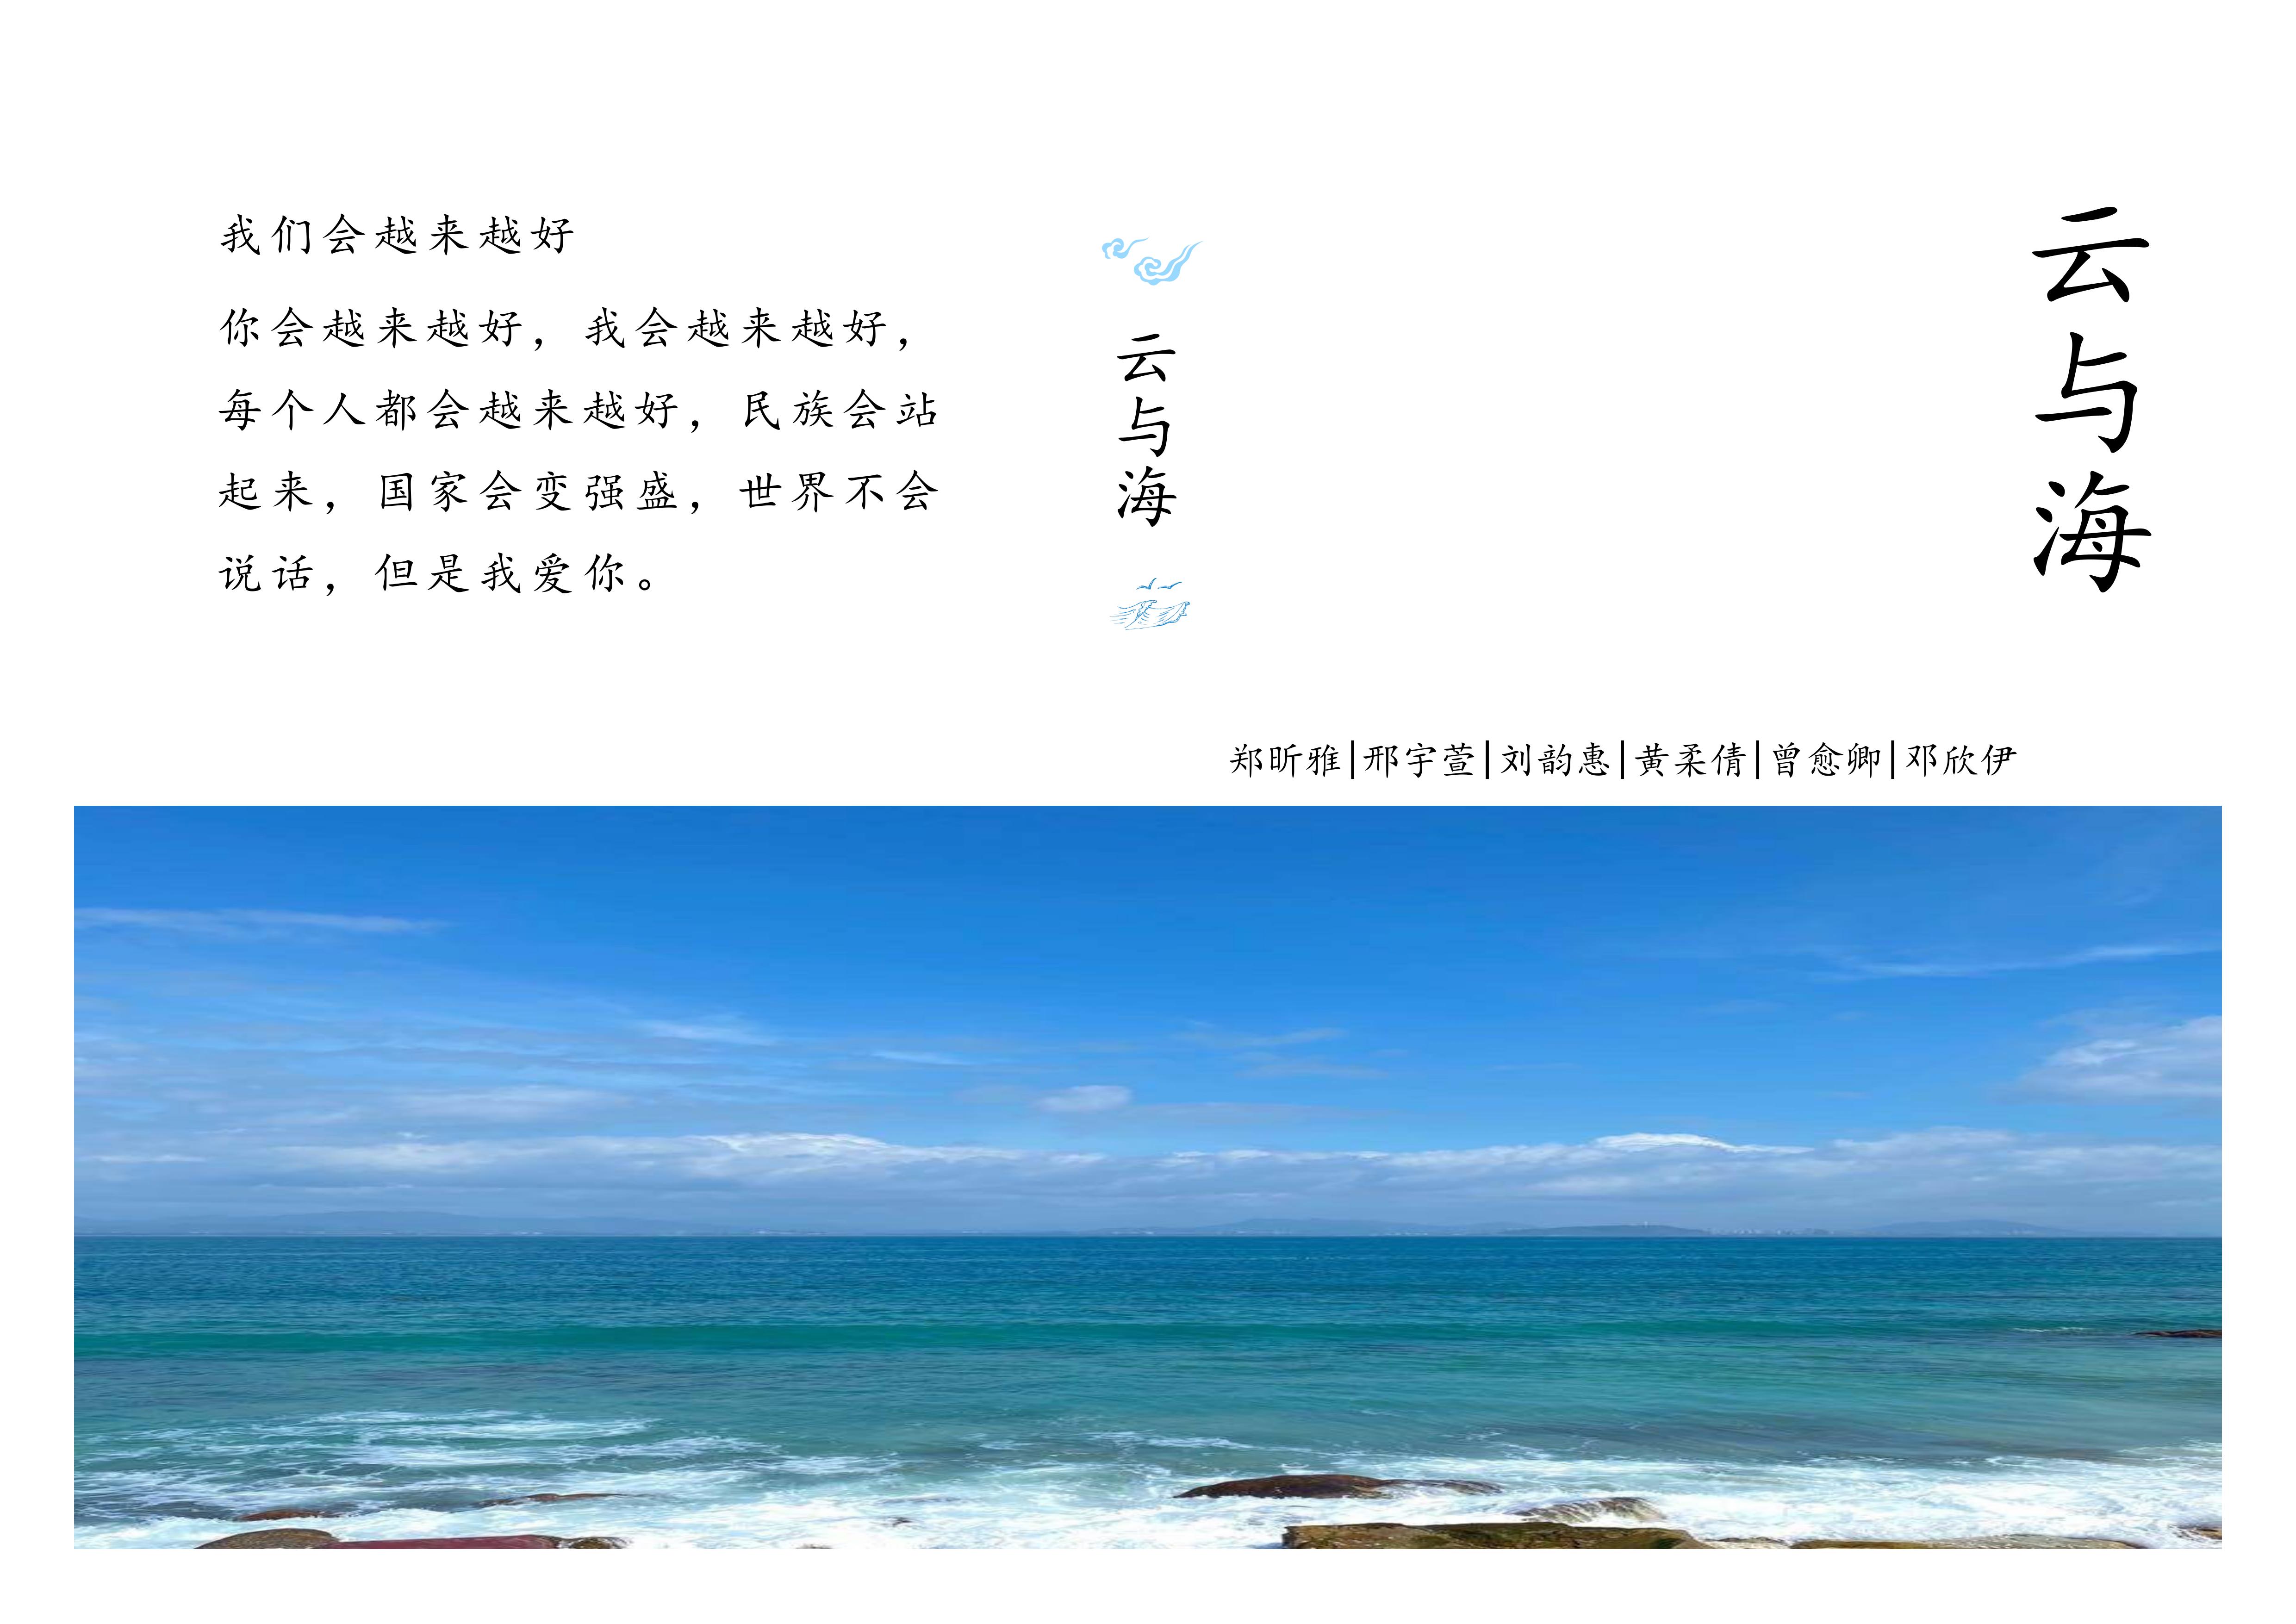 我们会越来越好
你会越来越好，我会越来越好，
每个人都会越来越好，民族会站
起来，国家会变强盛，世界不会
说话，但是我爱你。
云与海
云与海
郑昕雅|邢宇萱|刘韵惠|黄柔倩|曾愈卿|邓欣伊